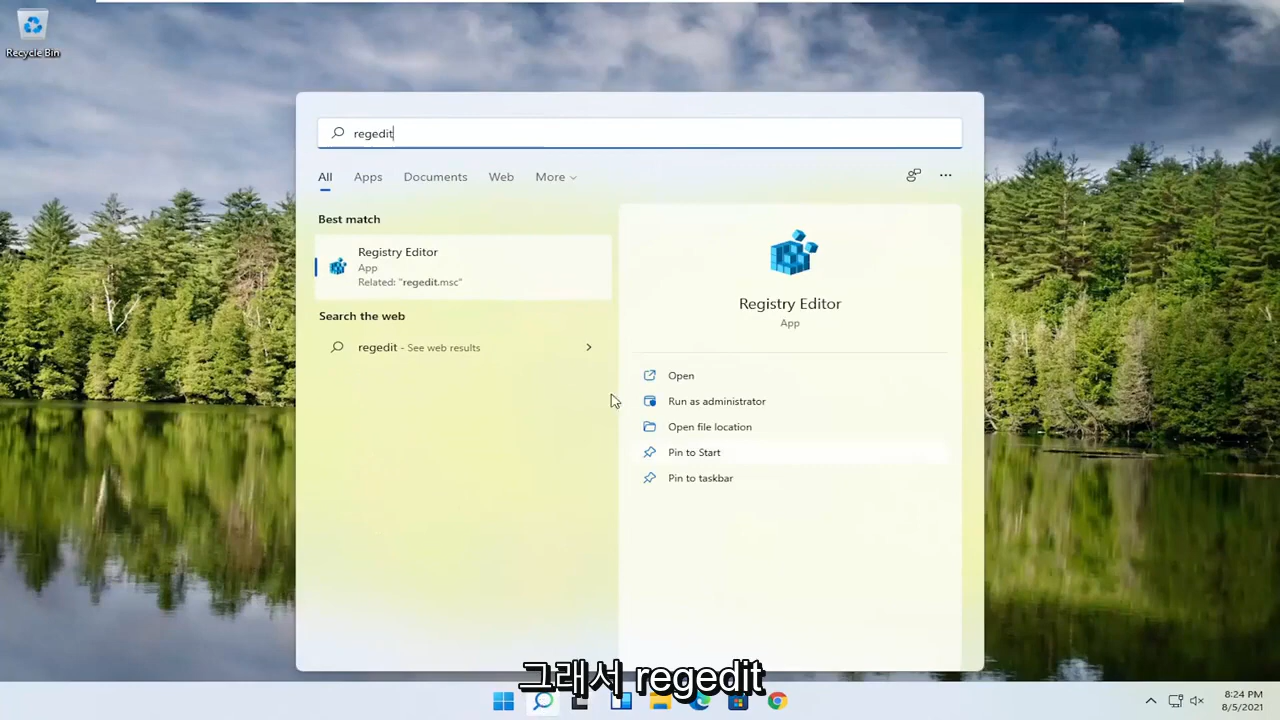 Recycle Bin
regedit
All Apps Documents Web More
Best match
Registry Editor
App
Related: "regedit.msc"
Search the web
regedit - See web results
Registry Editor
App
Open
Run as administrator
Open file location
Pin to Start
Pin to taskbar
그래서 regedit
8:24 PM
8/5/2021